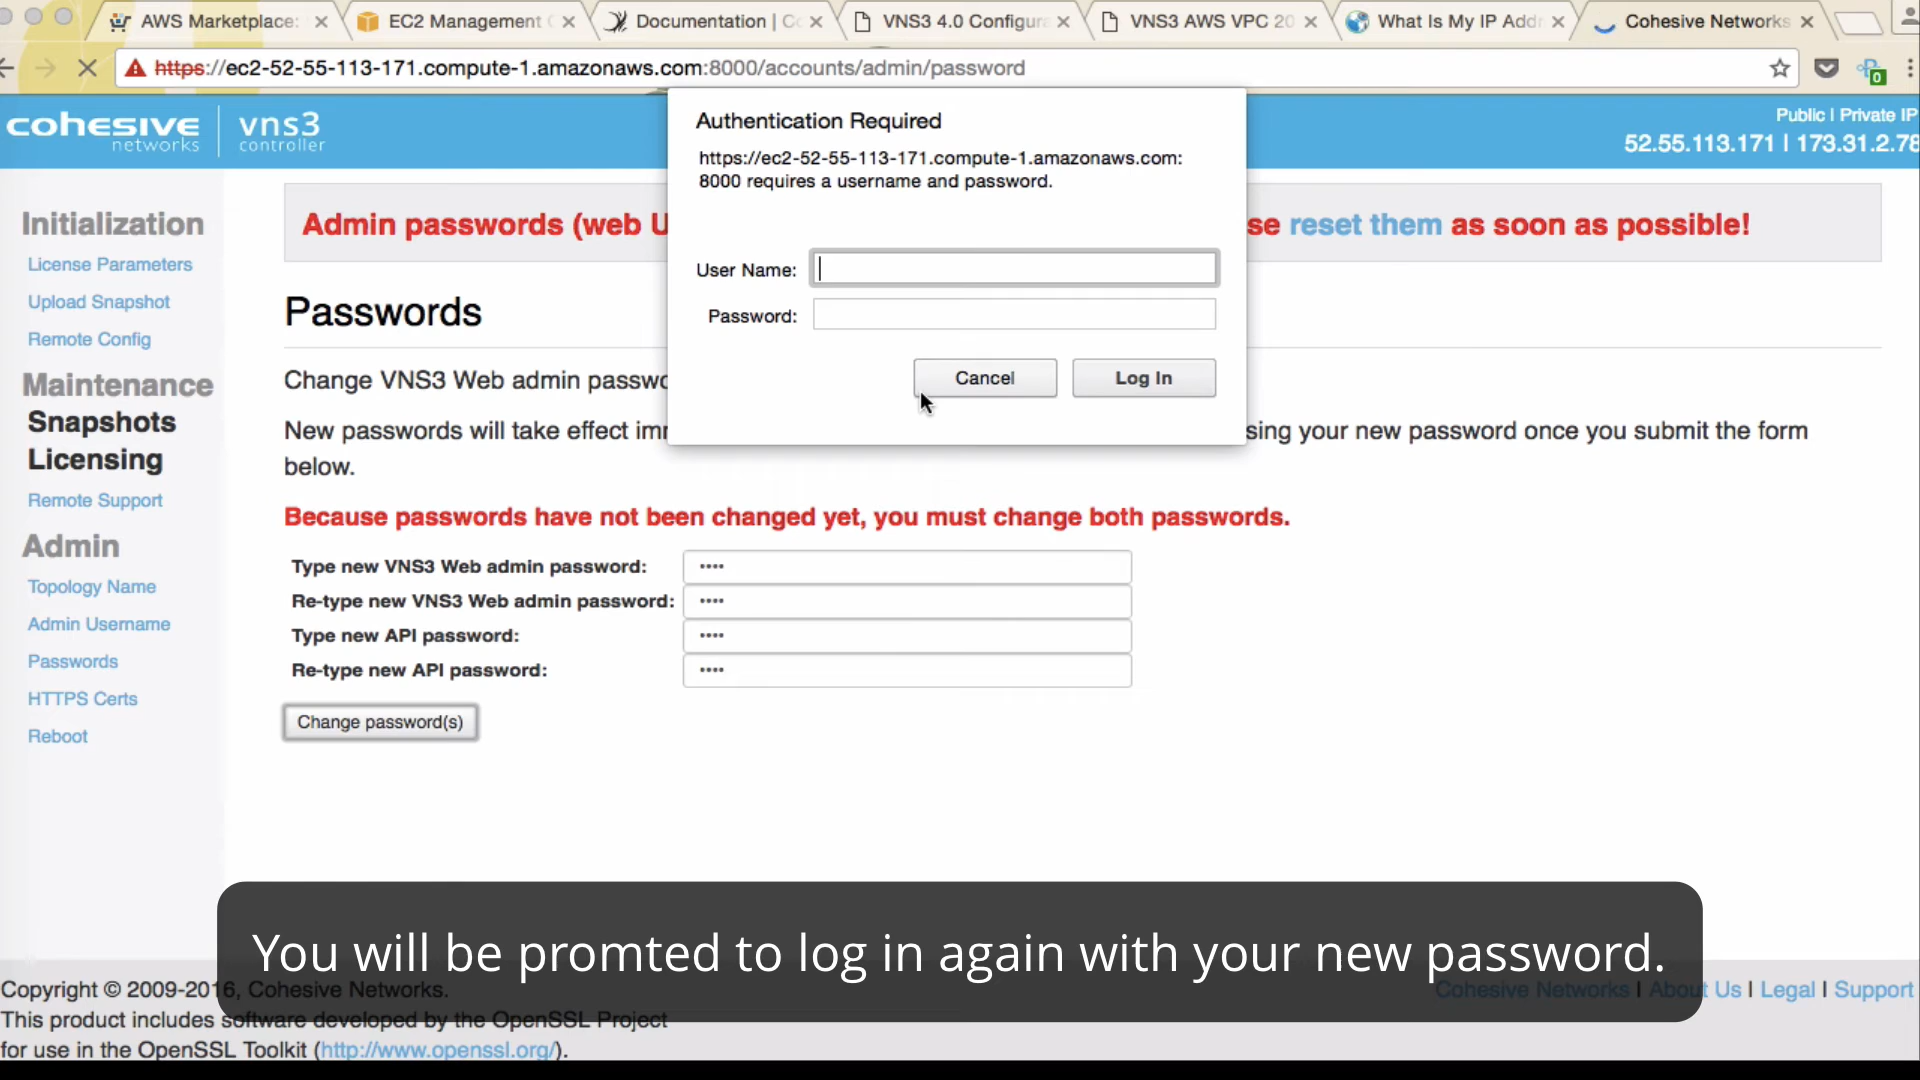 AWS Marketplace:
EC2 Management
Documentation | C
VNS3 4.0 Configur
VNS3 AWS VPC 20
What Is My IP Addr
Cohesive Networks
https://ec2-52-55-113-171.compute-1.amazonaws.com:8000/accounts/admin/password
0
cohesive networks
vns3 controller
Public | Private IP
52.55.113.171 | 173.31.2.78
Authentication Required
https://ec2-52-55-113-171.compute-1.amazonaws.com:
8000 requires a username and password.
User Name:
Password:
Cancel
Log In
Initialization
License Parameters
Upload Snapshot
Remote Config
Maintenance
Snapshots
Licensing
Remote Support
Admin
Topology Name
Admin Username
Passwords
HTTPS Certs
Reboot
Admin passwords (web U
se reset them as soon as possible!
Passwords
Change VNS3 Web admin passwo
New passwords will take effect imm
sing your new password once you submit the form
below.
Because passwords have not been changed yet, you must change both passwords.
Type new VNS3 Web admin password:
Re-type new VNS3 Web admin password:
Type new API password:
Re-type new API password:
Change password(s)
You will be promted to log in again with your new password.
Copyright © 2009-2016, Cohesive Networks.
Cohesive Networks | About Us | Legal | Support
This product includes software developed by the OpenSSL Project
for use in the OpenSSL Toolkit (http://www.openssl.org/).